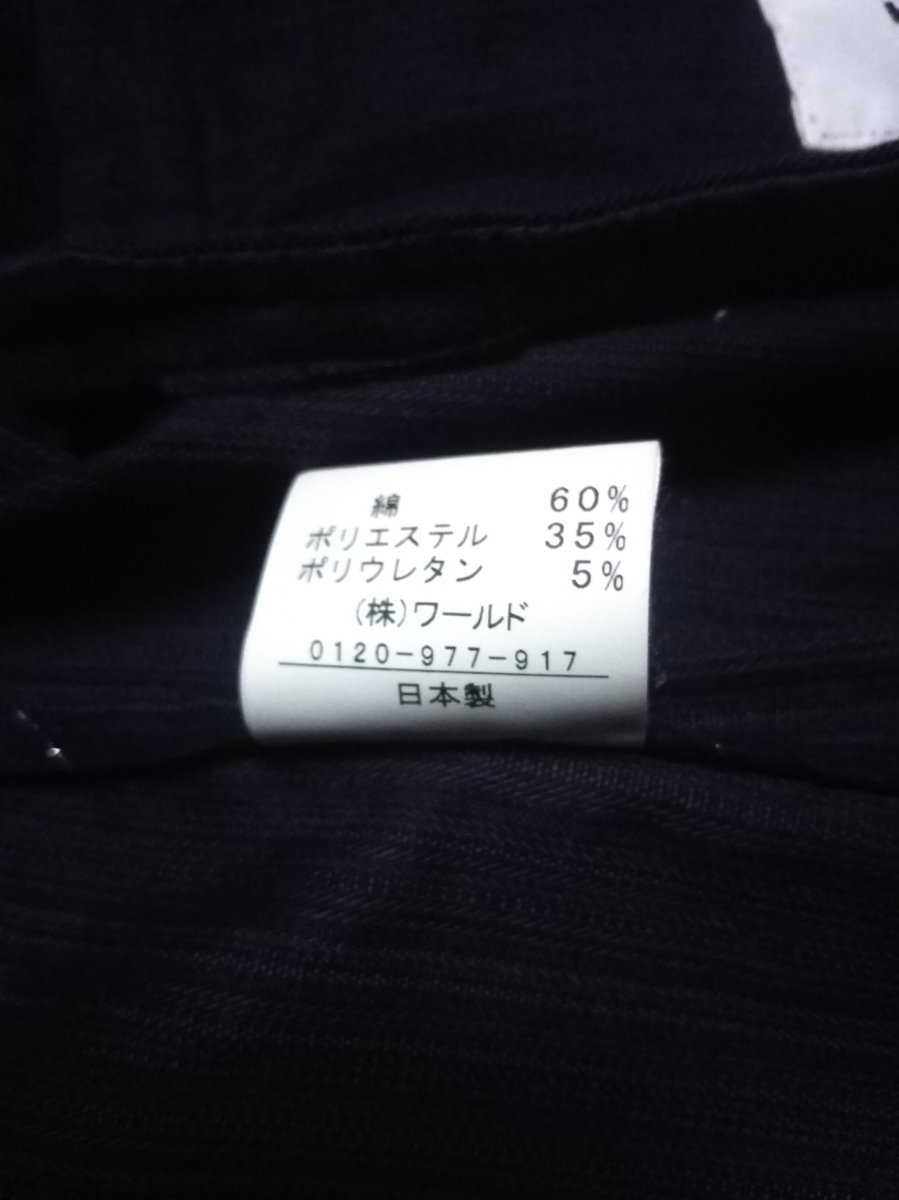 綿 60%
ポリエステル 35%
ポリウレタン 5%
(株)ワールド
0120-977-917
日本製